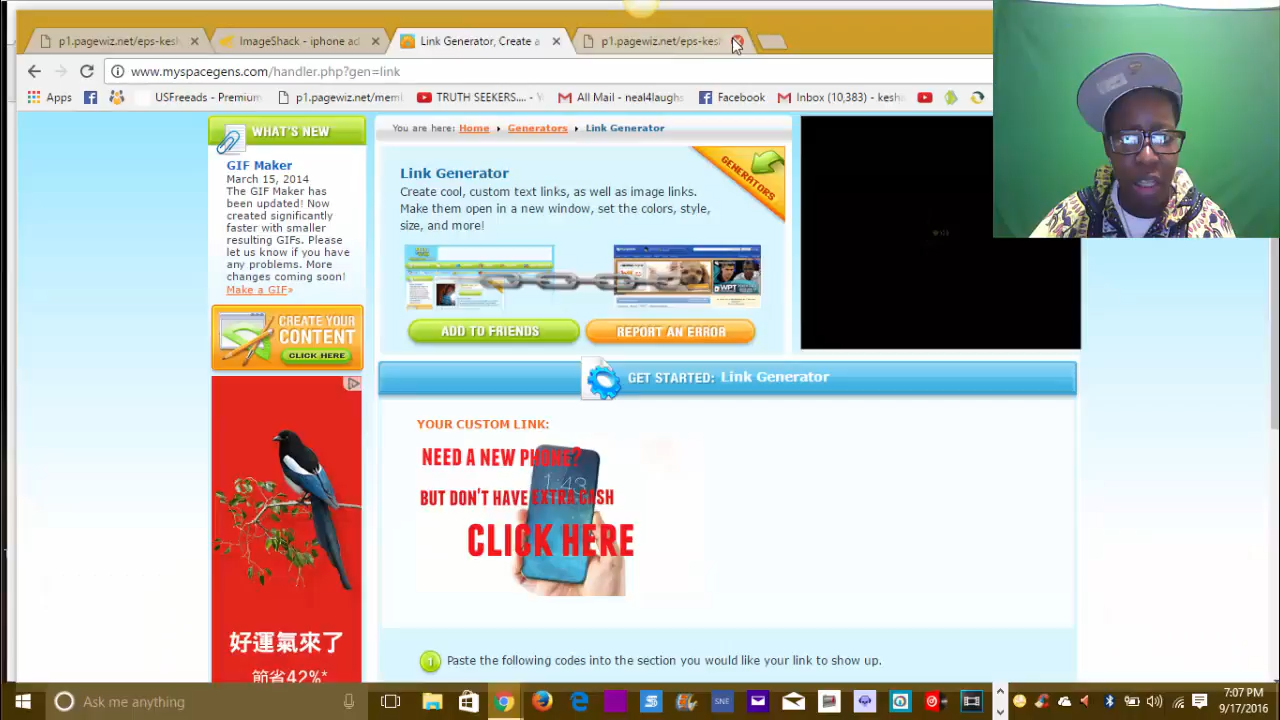 p1.pagewiz.net/eps-kesh
ImageShack - iphone ad
Link Generator, Create a
p1.pagewiz.net/eps-kesh
www.myspacegens.com/handler.php?gen=link
Apps
USFreeads - Premium
p1.pagewiz.net/meml
TRUTH SEEKERS....
All Mail - neal4laughs
Facebook
Inbox (10,383) - kesh
WHAT'S NEW
GIF Maker
March 15, 2014
The GIF Maker has
been updated! Now
created significantly
faster with smaller
resulting GIFs. Please
let us know if you have
any problems. More
changes coming soon!
Make a GIF»
CREATE YOUR
CONTENT
CLICK HERE
好運氣來了
節省42%*
You are here: Home > Generators > Link Generator
Link Generator
Create cool, custom text links, as well as image links.
Make them open in a new window, set the colors, style,
size, and more!
GENERATORS
ADD TO FRIENDS
REPORT AN ERROR
GET STARTED: Link Generator
YOUR CUSTOM LINK:
NEED A NEW PHONE?
1:43
BUT DON'T HAVE EXTRA CASH
CLICK HERE
1 Paste the following codes into the section you would like your link to show up.
Ask me anything
SNE
7:07 PM
9/17/2016